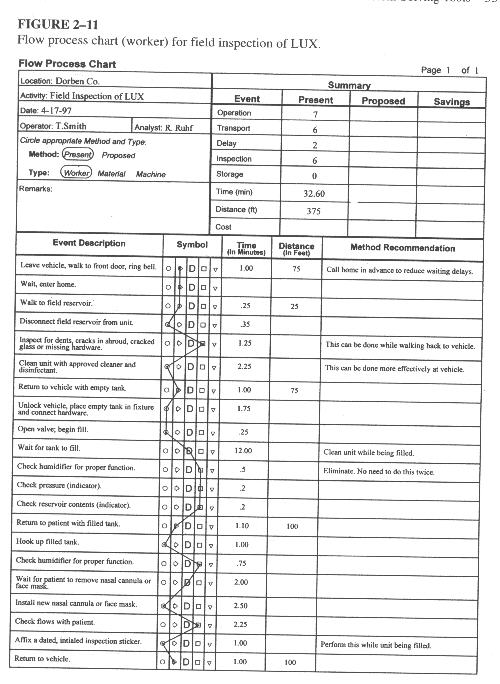 FIGURE 2–11
Flow process chart (worker) for field inspection of LUX.
Flow Process Chart
Page 1 of 1
Location: Dorben Co.
Summary
Activity: Field Inspection of LUX
Event Present Proposed Savings
Date: 4-17-97
Operation 7
Operator: T.Smith Analyst: R. Ruhf
Transport 6
Circle appropriate Method and Type:
Delay 2
Method: Present Proposed
Inspection 6
Type: Worker Material Machine
Storage 0
Remarks:
Time (min) 32.60
Distance (ft) 375
Cost
Event Description Symbol Time (In Minutes) Distance (In Feet) Method Recommendation
Leave vehicle, walk to front door, ring bell. D 1.00 75 Call home in advance to reduce waiting delays.
Wait, enter home. D
Walk to field reservoir. D .25 25
Disconnect field reservoir from unit. D .35
Inspect for dents, cracks in shroud, cracked
glass or missing hardware. D 1.25 This can be done while walking back to vehicle.
Clean unit with approved cleaner and
disinfectant. D 2.25 This can be done more effectively at vehicle.
Return to vehicle with empty tank. D 1.00 75
Unlock vehicle, place empty tank in fixture
and connect hardware. D 1.75
Open valve; begin fill. D .25
Wait for tank to fill. D 12.00 Clean unit while being filled.
Check humidifier for proper function. D .5 Eliminate. No need to do this twice.
Check pressure (indicator). D .2
Check reservoir contents (indicator). D .2
Return to patient with filled tank. D 1.10 100
Hook up filled tank. D 1.00
Check humidifier for proper function. D .75
Wait for patient to remove nasal cannula or
face mask. D 2.00
Install new nasal cannula or face mask. D 2.50
Check flows with patient. D 2.25
Affix a dated, intialed inspection sticker. D 1.00 Perform this while unit being filled.
Return to vehicle. D 1.00 100